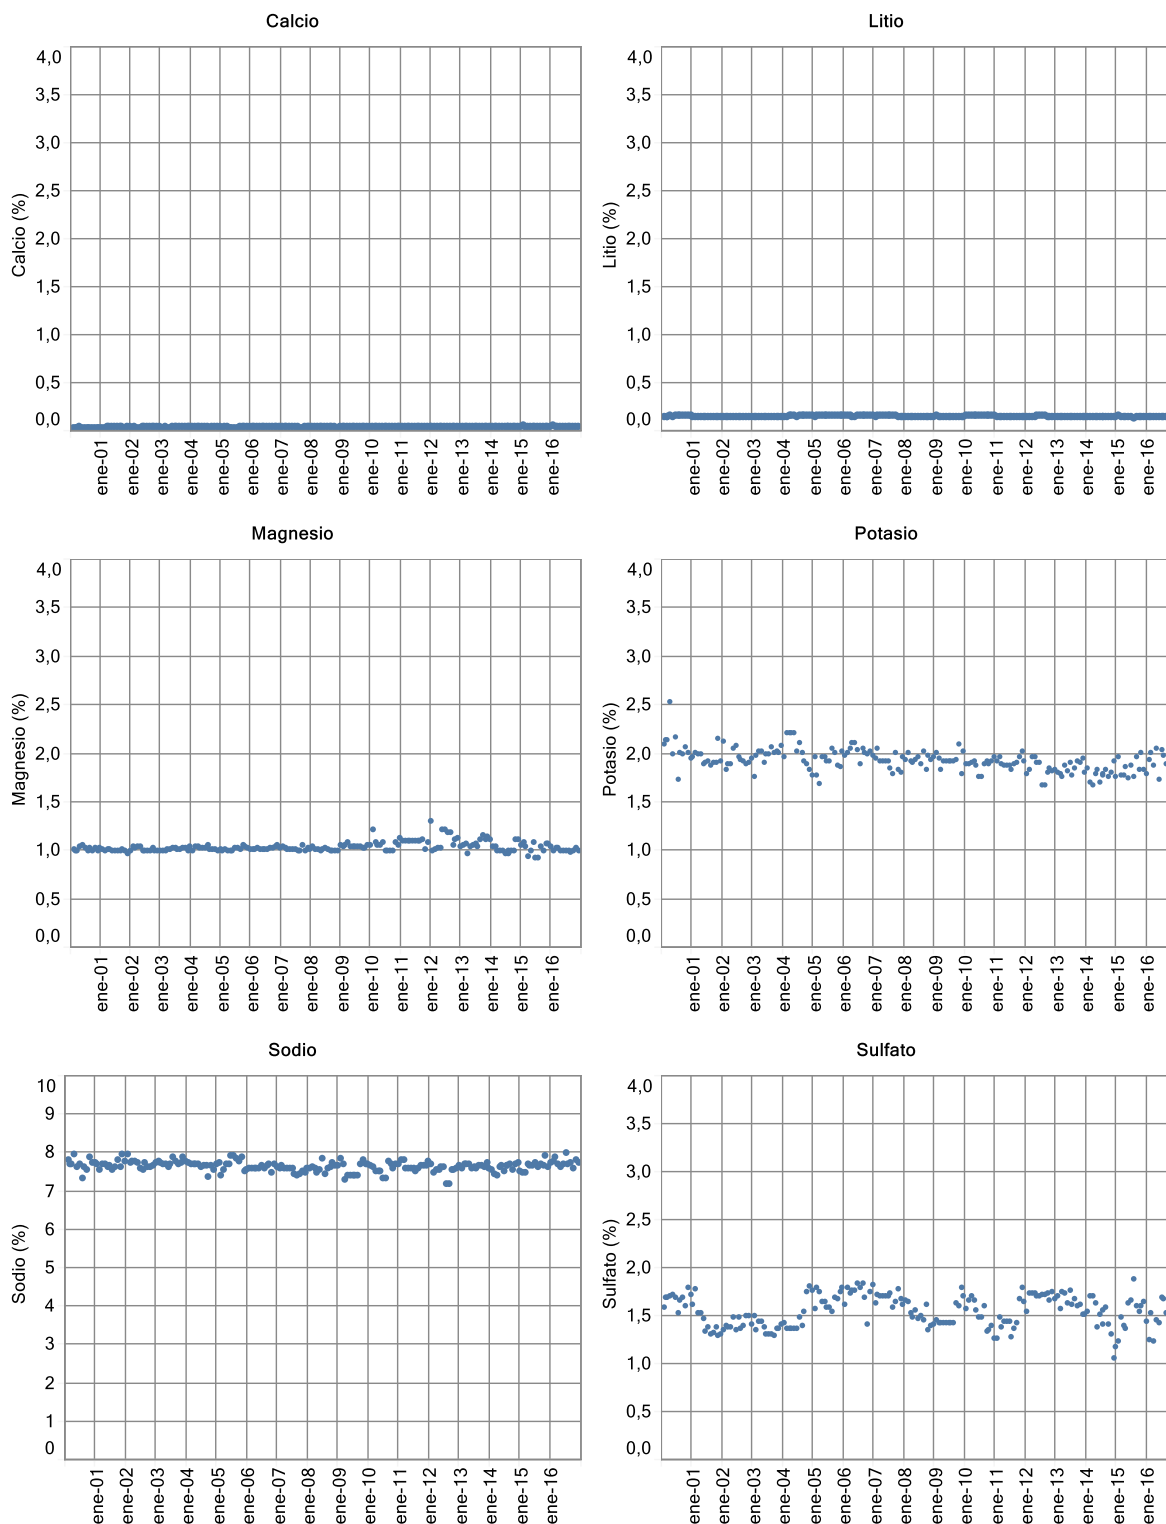 Calcio
Calcio (%)
4,0
3,5
3,0
2,5
2,0
1,5
1,0
0,5
0,0
ene-01
ene-02
ene-03
ene-04
ene-05
ene-06
ene-07
ene-08
ene-09
ene-10
ene-11
ene-12
ene-13
ene-14
ene-15
ene-16
Litio
Litio (%)
4,0
3,5
3,0
2,5
2,0
1,5
1,0
0,5
0,0
ene-01
ene-02
ene-03
ene-04
ene-05
ene-06
ene-07
ene-08
ene-09
ene-10
ene-11
ene-12
ene-13
ene-14
ene-15
ene-16
Magnesio
Magnesio (%)
4,0
3,5
3,0
2,5
2,0
1,5
1,0
0,5
0,0
ene-01
ene-02
ene-03
ene-04
ene-05
ene-06
ene-07
ene-08
ene-09
ene-10
ene-11
ene-12
ene-13
ene-14
ene-15
ene-16
Potasio
Potasio (%)
4,0
3,5
3,0
2,5
2,0
1,5
1,0
0,5
0,0
ene-01
ene-02
ene-03
ene-04
ene-05
ene-06
ene-07
ene-08
ene-09
ene-10
ene-11
ene-12
ene-13
ene-14
ene-15
ene-16
Sodio
Sodio (%)
10
9
8
7
6
5
4
3
2
1
0
ene-01
ene-02
ene-03
ene-04
ene-05
ene-06
ene-07
ene-08
ene-09
ene-10
ene-11
ene-12
ene-13
ene-14
ene-15
ene-16
Sulfato
Sulfato (%)
4,0
3,5
3,0
2,5
2,0
1,5
1,0
0,5
0,0
ene-01
ene-02
ene-03
ene-04
ene-05
ene-06
ene-07
ene-08
ene-09
ene-10
ene-11
ene-12
ene-13
ene-14
ene-15
ene-16